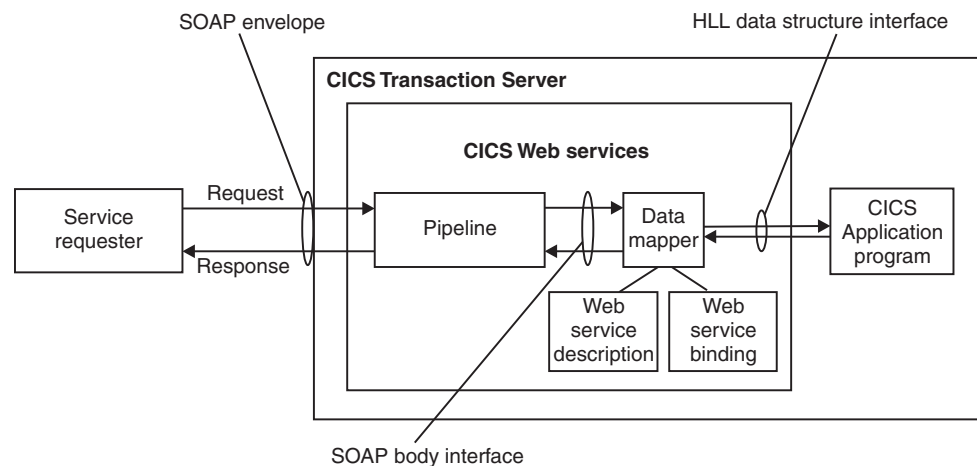 SOAP envelope
HLL data structure interface
CICS Transaction Server
CICS Web services
Service
requester
Request
Response
Pipeline
Data
mapper
CICS
Application
program
Web
service
description
Web
service
binding
SOAP body interface